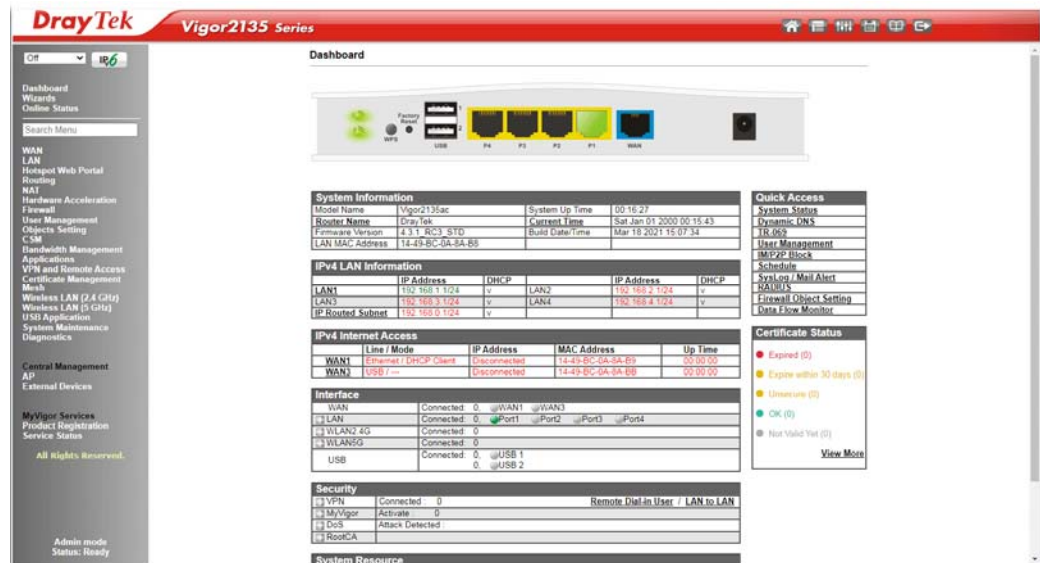 DrayTek Vigor2135 Series
Off IPv6
Dashboard
Wizards
Online Status
Search Menu
WAN
LAN
Hotspot Web Portal
Routing
NAT
Hardware Acceleration
Firewall
User Management
Objects Setting
CSM
Bandwidth Management
Applications
VPN and Remote Access
Certificate Management
Mesh
Wireless LAN (2.4 GHz)
Wireless LAN (5 GHz)
USB Application
System Maintenance
Diagnostics
Central Management
AP
External Devices
MyVigor Services
Product Registration
Service Status
All Rights Reserved.
Admin mode
Status: Ready
Dashboard
Factory
Reset
WPS
1
2
USB P4 P3 P2 P1 WAN
System Information
Model Name Vigor2135ac System Up Time 00:16:27
Router Name DrayTek Current Time Sat Jan 01 2000 00:15:43
Firmware Version 4.3.1_RC3_STD Build Date/Time Mar 18 2021 15:07:34
LAN MAC Address 14-49-BC-0A-8A-B8
IPv4 LAN Information
IP Address DHCP IP Address DHCP
LAN1 192.168.1.1/24 v LAN2 192.168.2.1/24 v
LAN3 192.168.3.1/24 v LAN4 192.168.4.1/24 v
IP Routed Subnet 192.168.0.1/24 v
IPv4 Internet Access
Line / Mode IP Address MAC Address Up Time
WAN1 Ethernet / DHCP Client Disconnected 14-49-BC-0A-8A-B9 00:00:00
WAN3 USB / --- Disconnected 14-49-BC-0A-8A-BB 00:00:00
Interface
WAN Connected: 0, WAN1 WAN3
LAN Connected: 0, Port1 Port2 Port3 Port4
WLAN2.4G Connected: 0
WLAN5G Connected: 0
USB Connected: 0, USB 1
0, USB 2
Security
VPN Connected : 0 Remote Dial-in User / LAN to LAN
MyVigor Activate : 0
DoS Attack Detected :
RootCA
System Resource
Quick Access
System Status
Dynamic DNS
TR-069
User Management
IM/P2P Block
Schedule
SysLog / Mail Alert
RADIUS
Firewall Object Setting
Data Flow Monitor
Certificate Status
Expired (0)
Expire within 30 days (0)
Unsecure (0)
OK (0)
Not Valid Yet (0)
View More